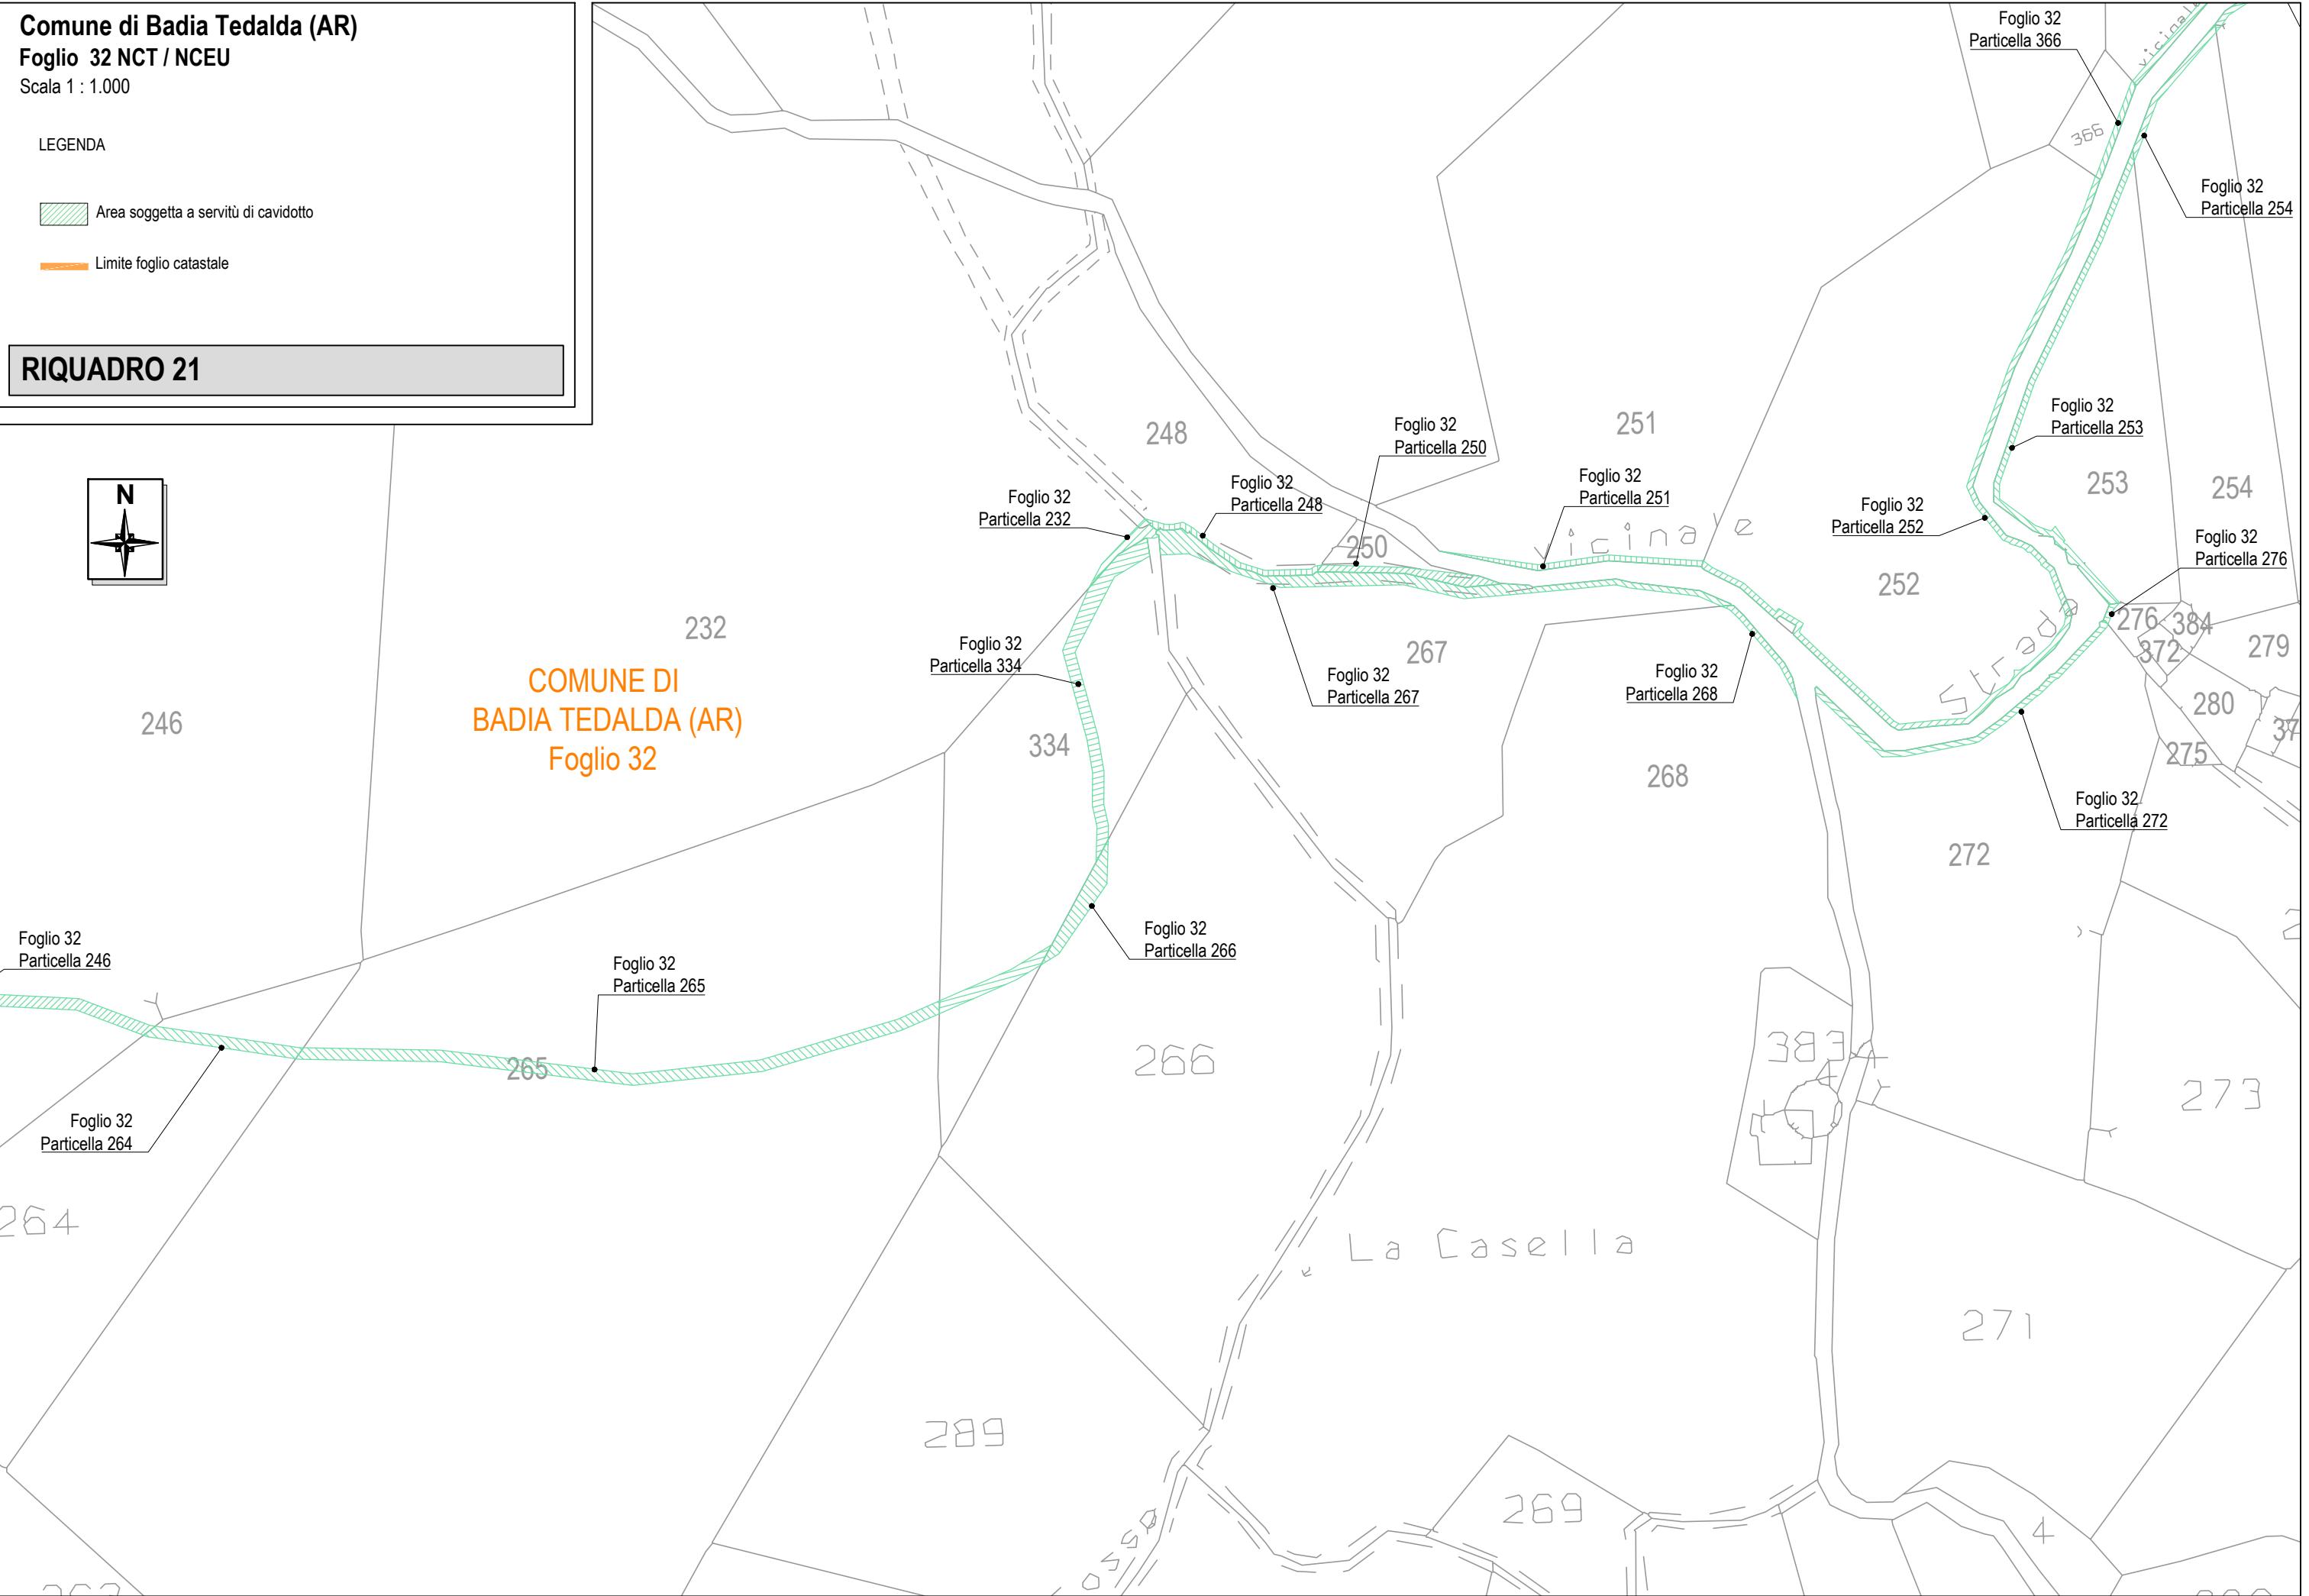 Comune di Badia Tedalda (AR)
Foglio 32 NCT / NCEU
Scala 1 : 1.000
LEGENDA
Area soggetta a servitù di cavidotto
Limite foglio catastale
RIQUADRO 21
N
Foglio 32
Particella 366
vicinale
366
Foglio 32
Particella 254
Foglio 32
Particella 253
248
Foglio 32
Particella 250
251
253
254
Foglio 32
Particella 232
Foglio 32
Particella 248
Foglio 32
Particella 251
Foglio 32
Particella 252
250
vicinale
Foglio 32
Particella 276
252
232
276
384
372
279
Strada
Foglio 32
Particella 334
267
Foglio 32
Particella 267
Foglio 32
Particella 268
COMUNE DI
BADIA TEDALDA (AR)
Foglio 32
246
334
268
280
37
275
Foglio 32
Particella 272
272
Foglio 32
Particella 246
Foglio 32
Particella 265
Foglio 32
Particella 266
265
266
383
273
Foglio 32
Particella 264
264
La Casella
271
289
269
4